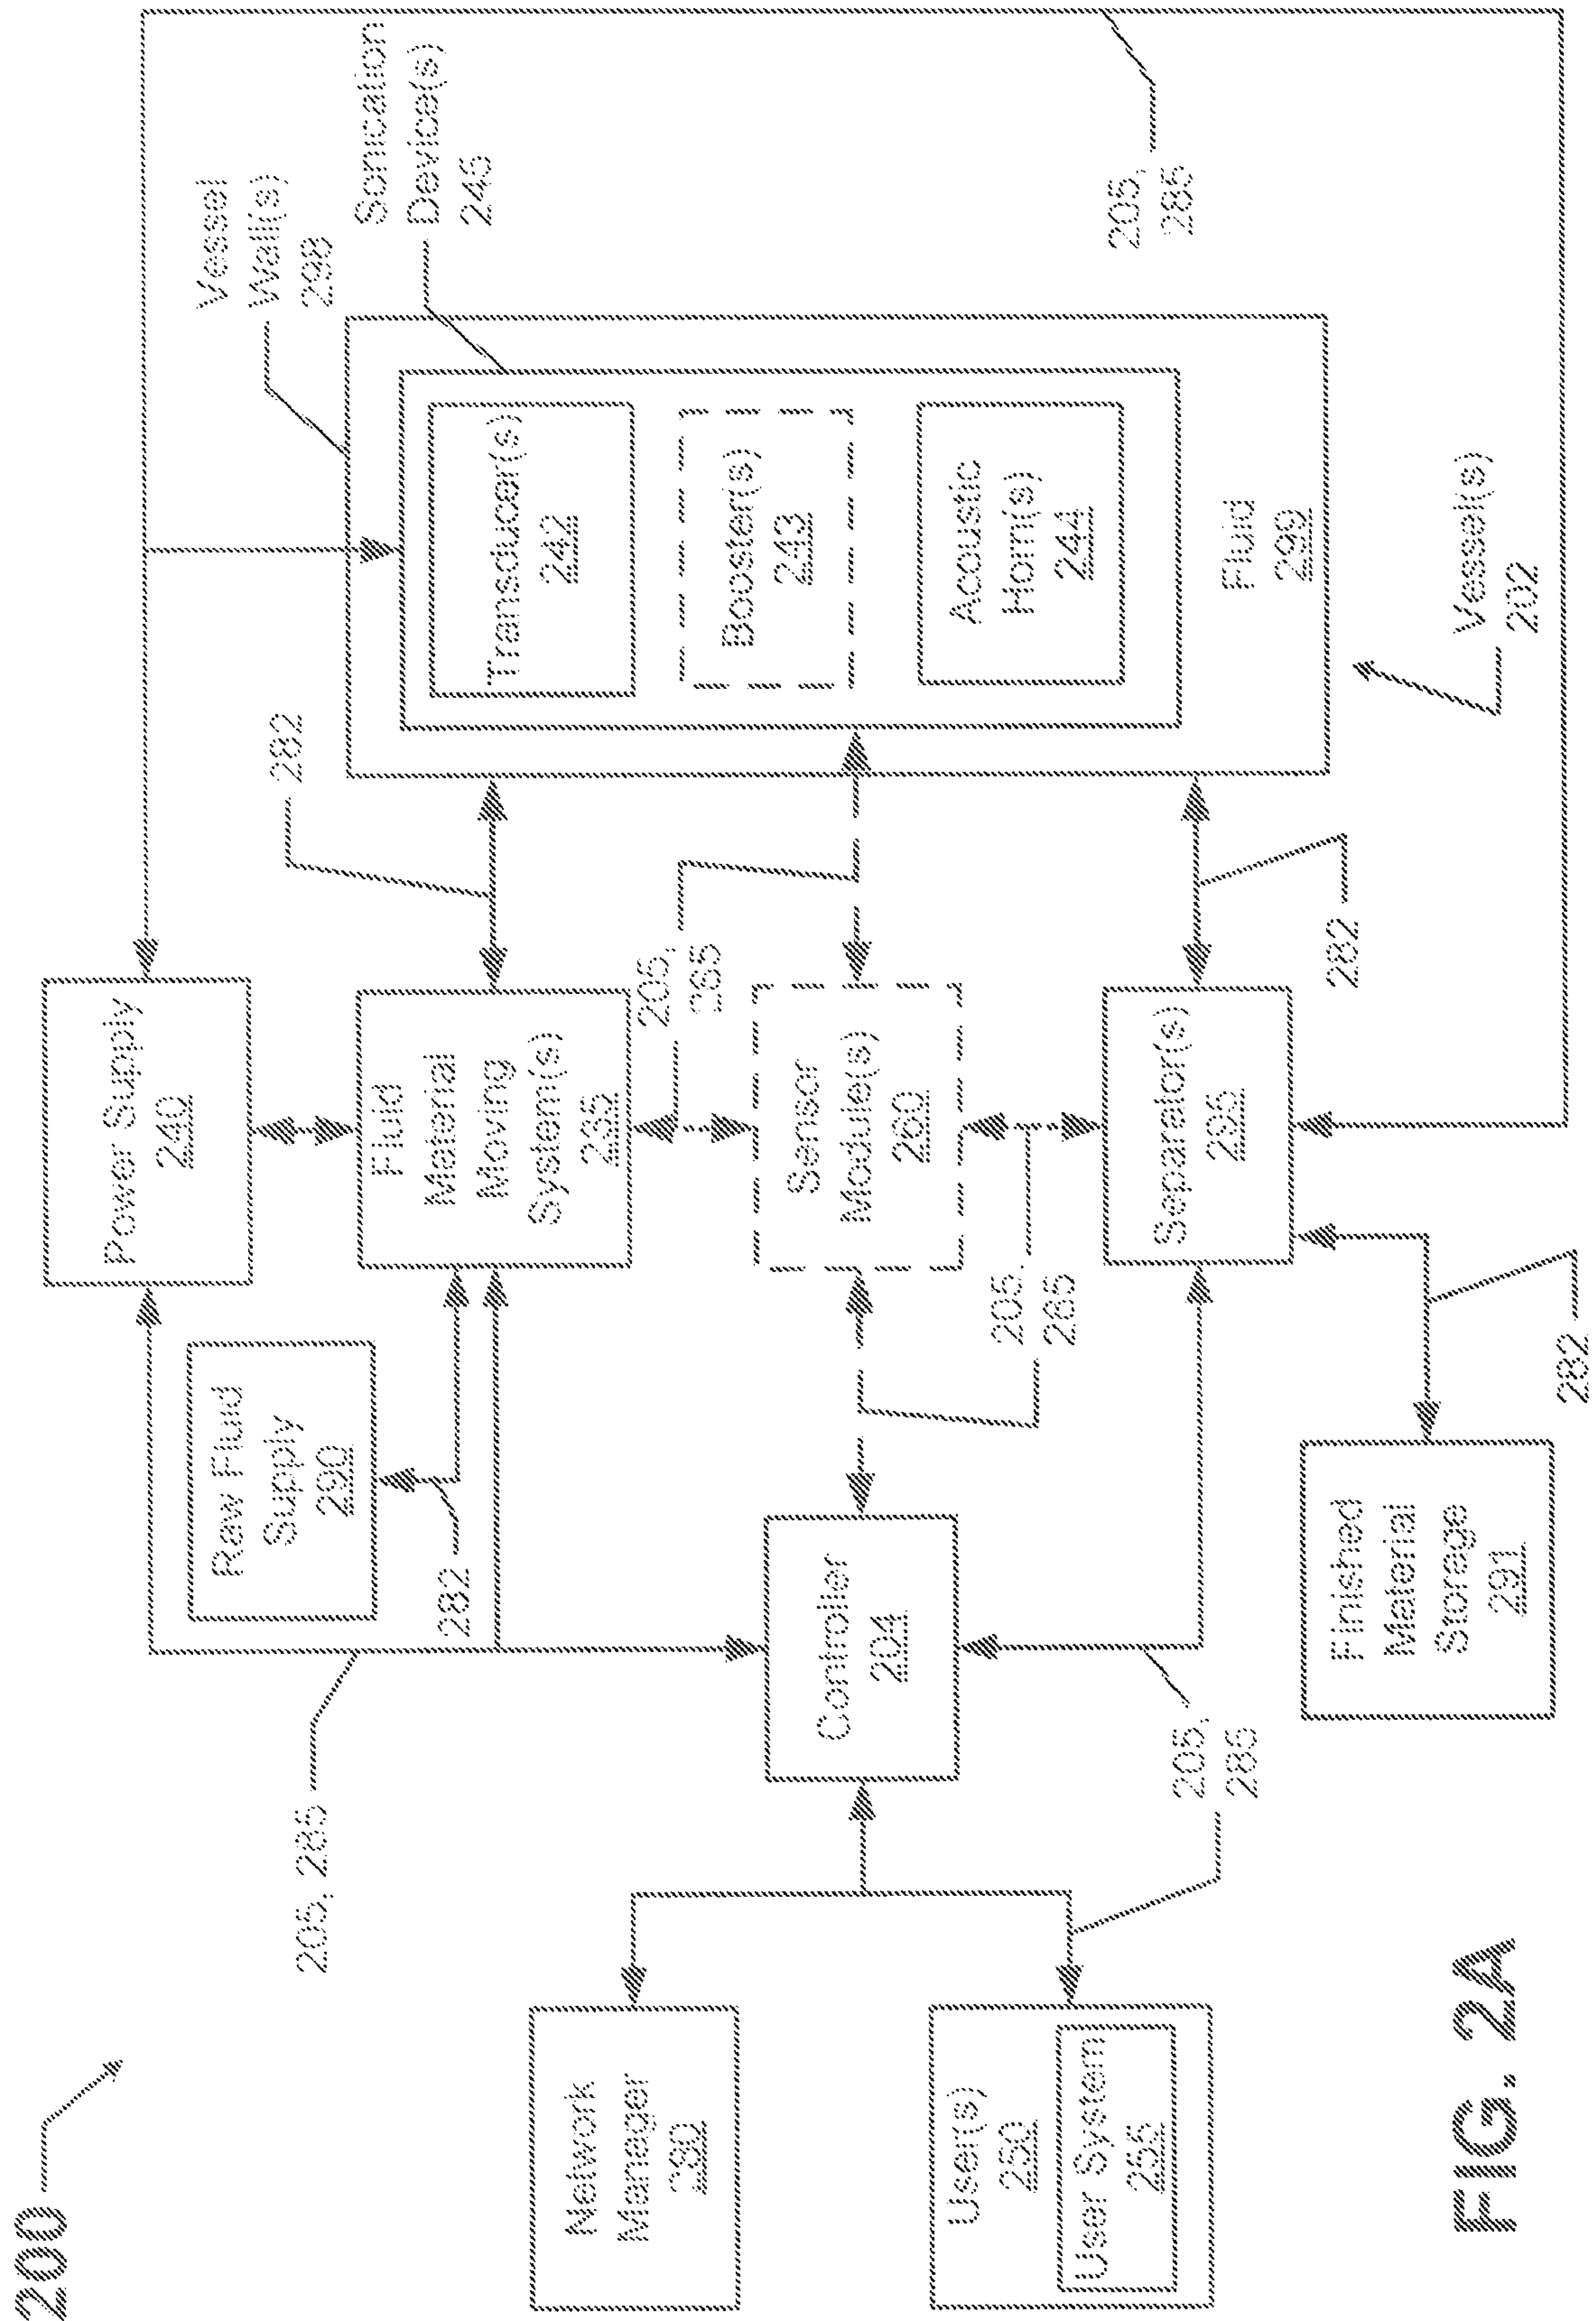 200
Network
Manager
280
User(s)
250
User System
255
205, 285
Raw Fluid
Supply
290
282
Controller
204
205,
285
Finished
Material
Storage
291
282
Power Supply
240
Fluid
Material
Moving
System(s)
235
205,
285
Sensor
Module(s)
260
205,
285
Separator(s)
295
282
282
Vessel
Wall(s)
298
Sonication
Device(s)
245
Transducer(s)
242
Booster(s)
243
Acoustic
Horn(s)
244
Fluid
299
Vessel(s)
202
205,
285
FIG. 2A